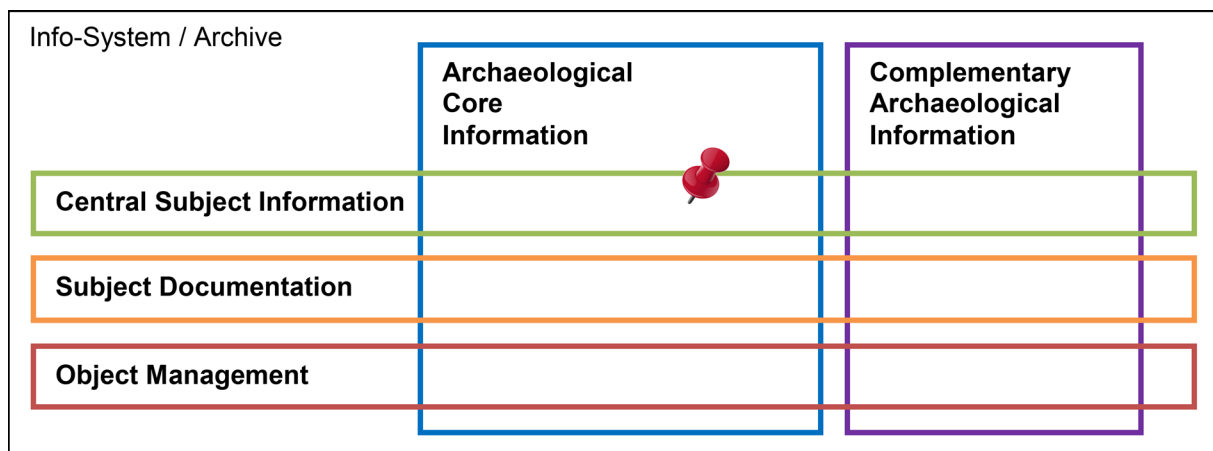 Info-System / Archive
Archaeological
Core
Information
Complementary
Archaeological
Information
Central Subject Information
Subject Documentation
Object Management